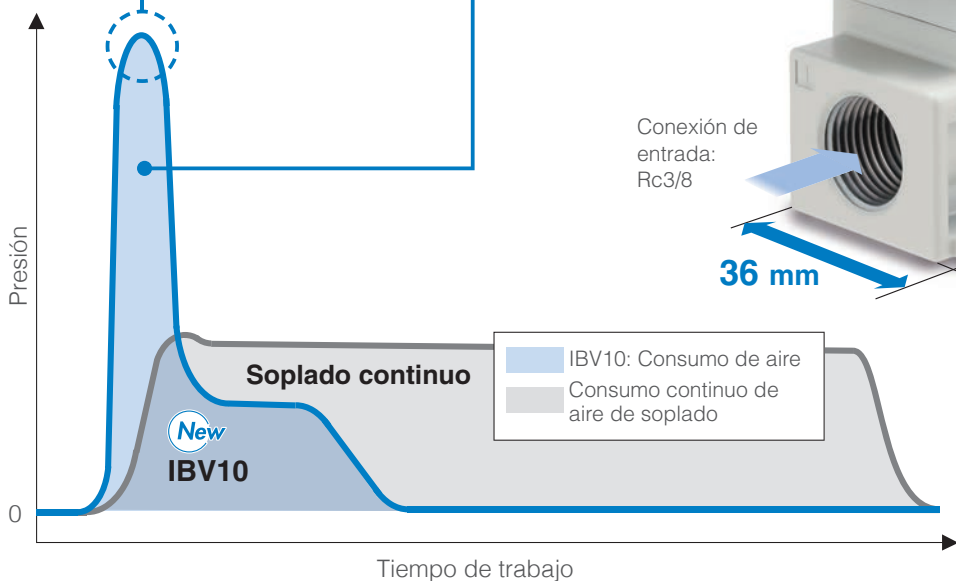 Presión
0
Tiempo de trabajo
Soplado continuo
New
IBV10
IBV10: Consumo de aire
Consumo continuo de
aire de soplado
Conexión de
entrada:
Rc3/8
36 mm